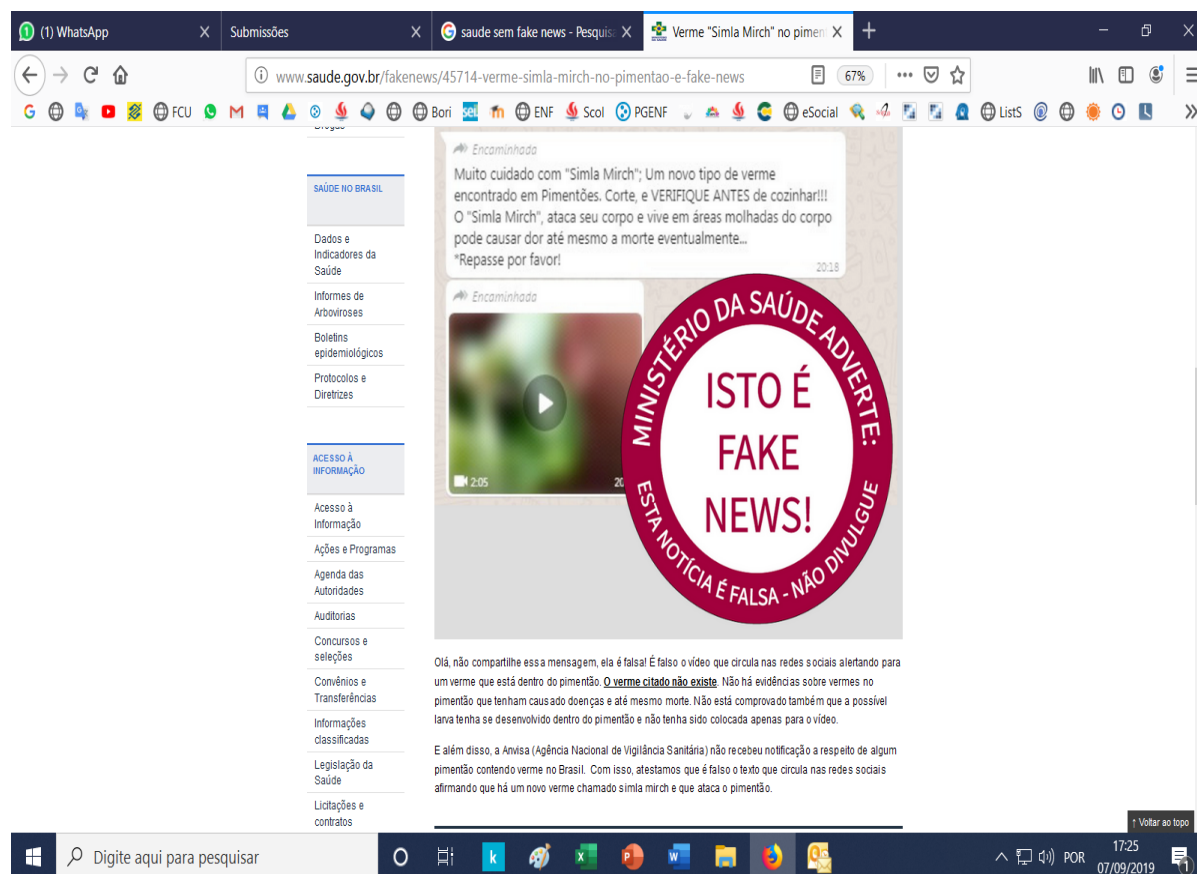 (1) WhatsApp
Submissões
saude sem fake news - Pesquis
Verme "Simla Mirch" no piment
www.saude.gov.br/fakenews/45714-verme-simla-mirch-no-pimentao-e-fake-news
67%
FCU
Bori
sel
ENF
Scol
PGENF
eSocial
ListS
SAÚDE NO BRASIL
Dados e
Indicadores da
Saúde
Informes de
Arboviroses
Boletins
epidemiológicos
Protocolos e
Diretrizes
ACESSO À
INFORMAÇÃO
Acesso à
Informação
Ações e Programas
Agenda das
Autoridades
Auditorias
Concursos e
seleções
Convênios e
Transferências
Informações
classificadas
Legislação da
Saúde
Licitações e
contratos
Encaminhada
Muito cuidado com "Simla Mirch"; Um novo tipo de verme
encontrado em Pimentões. Corte, e VERIFIQUE ANTES de cozinhar!!!
O "Simla Mirch", ataca seu corpo e vive em áreas molhadas do corpo
pode causar dor até mesmo a morte eventualmente...
*Repasse por favor!
20:18
Encaminhada
2:05
20
MINISTÉRIO DA SAÚDE ADVERTE:
ISTO É
FAKE
NEWS!
ESTA NOTÍCIA É FALSA - NÃO DIVULGUE
Olá, não compartilhe essa mensagem, ela é falsa! É falso o vídeo que circula nas redes sociais alertando para
um verme que está dentro do pimentão. O verme citado não existe. Não há evidências sobre vermes no
pimentão que tenham causado doenças e até mesmo morte. Não está comprovado também que a possível
larva tenha se desenvolvido dentro do pimentão e não tenha sido colocada apenas para o vídeo.
E além disso, a Anvisa (Agência Nacional de Vigilância Sanitária) não recebeu notificação a respeito de algum
pimentão contendo verme no Brasil. Com isso, atestamos que é falso o texto que circula nas redes sociais
afirmando que há um novo verme chamado simla mirch e que ataca o pimentão.
↑ Voltar ao topo
Digite aqui para pesquisar
POR
17:25
07/09/2019
1